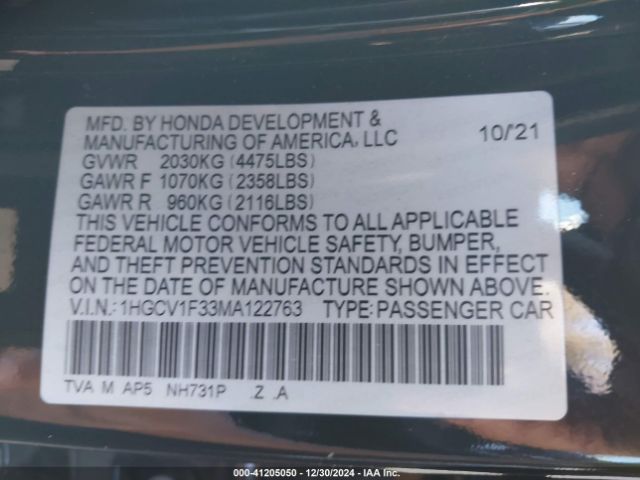 MFD. BY HONDA DEVELOPMENT &
MANUFACTURING OF AMERICA, LLC 10/'21
GVWR 2030KG (4475LBS)
GAWR F 1070KG (2358LBS)
GAWR R 960KG (2116LBS)
THIS VEHICLE CONFORMS TO ALL APPLICABLE
FEDERAL MOTOR VEHICLE SAFETY, BUMPER,
AND THEFT PREVENTION STANDARDS IN EFFECT
ON THE DATE OF MANUFACTURE SHOWN ABOVE.
V.I.N.: 1HGCV1F33MA122763 TYPE: PASSENGER CAR
TVA M AP5 NH731P .Z .A
000-41205050 - 12/30/2024 - IAA Inc.